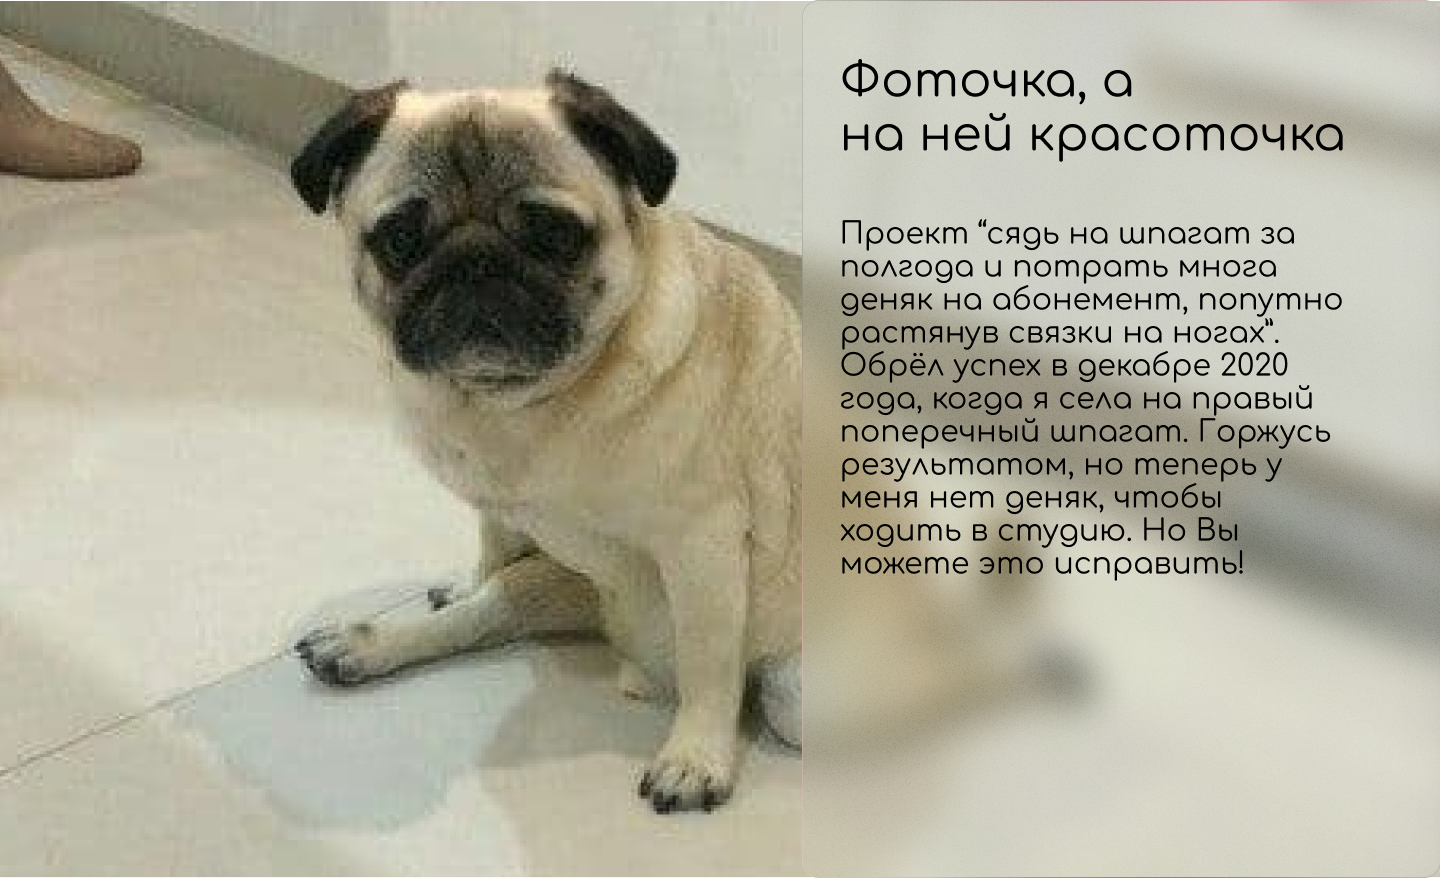 Фоточка, а
на ней красоточка
Проект “сядь на шпагат за
полгода и потрать много
деняк на абонемент, попутно
растянув связки на ногах”.
Обрёл успех в декабре 2020
года, когда я села на правый
поперечный шпагат. Горжусь
результатом, но теперь у
меня нет деняк, чтобы
ходить в студию. Но Вы
можете это исправить!